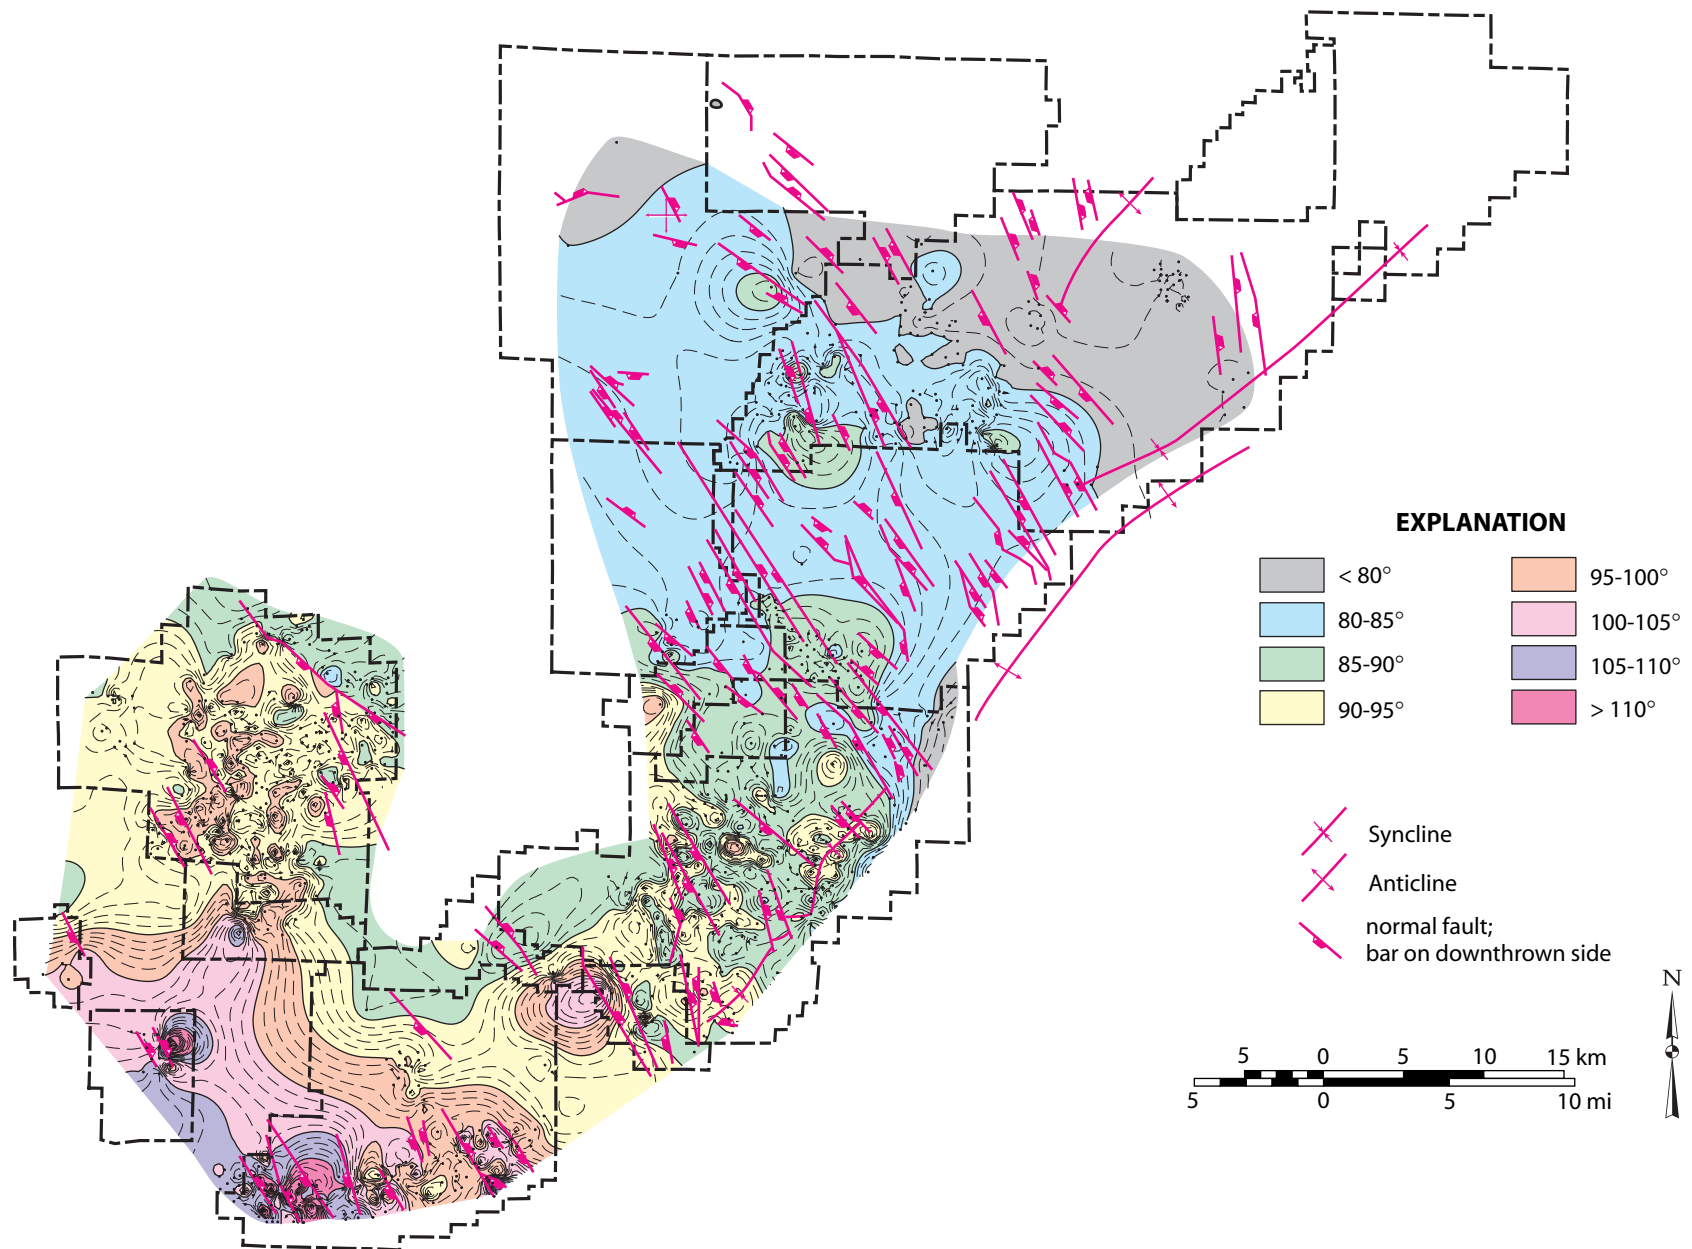 EXPLANATION
< 80°
80-85°
85-90°
90-95°
95-100°
100-105°
105-110°
> 110°
Syncline
Anticline
normal fault;
bar on downthrown side
N
5 0 5 10 15 km
5 0 5 10 mi